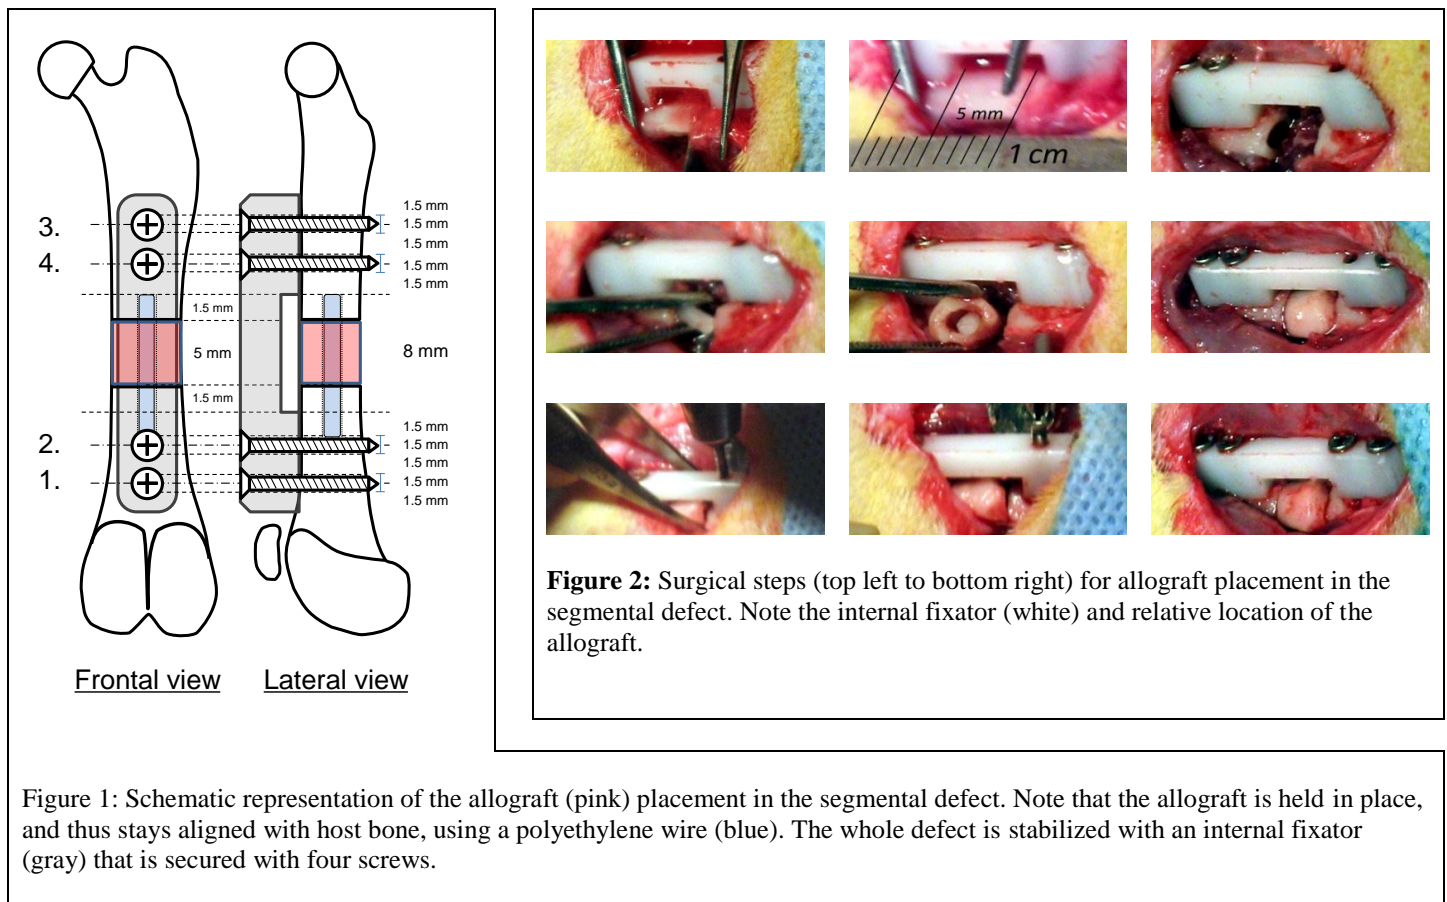 3.
4.
2.
1.
1.5 mm
5 mm
1.5 mm
1.5 mm
1.5 mm
1.5 mm
1.5 mm
1.5 mm
8 mm
1.5 mm
1.5 mm
1.5 mm
1.5 mm
1.5 mm
Frontal view
Lateral view
5 mm
1 cm
Figure 2: Surgical steps (top left to bottom right) for allograft placement in the
segmental defect. Note the internal fixator (white) and relative location of the
allograft.
Figure 1: Schematic representation of the allograft (pink) placement in the segmental defect. Note that the allograft is held in place,
and thus stays aligned with host bone, using a polyethylene wire (blue). The whole defect is stabilized with an internal fixator
(gray) that is secured with four screws.